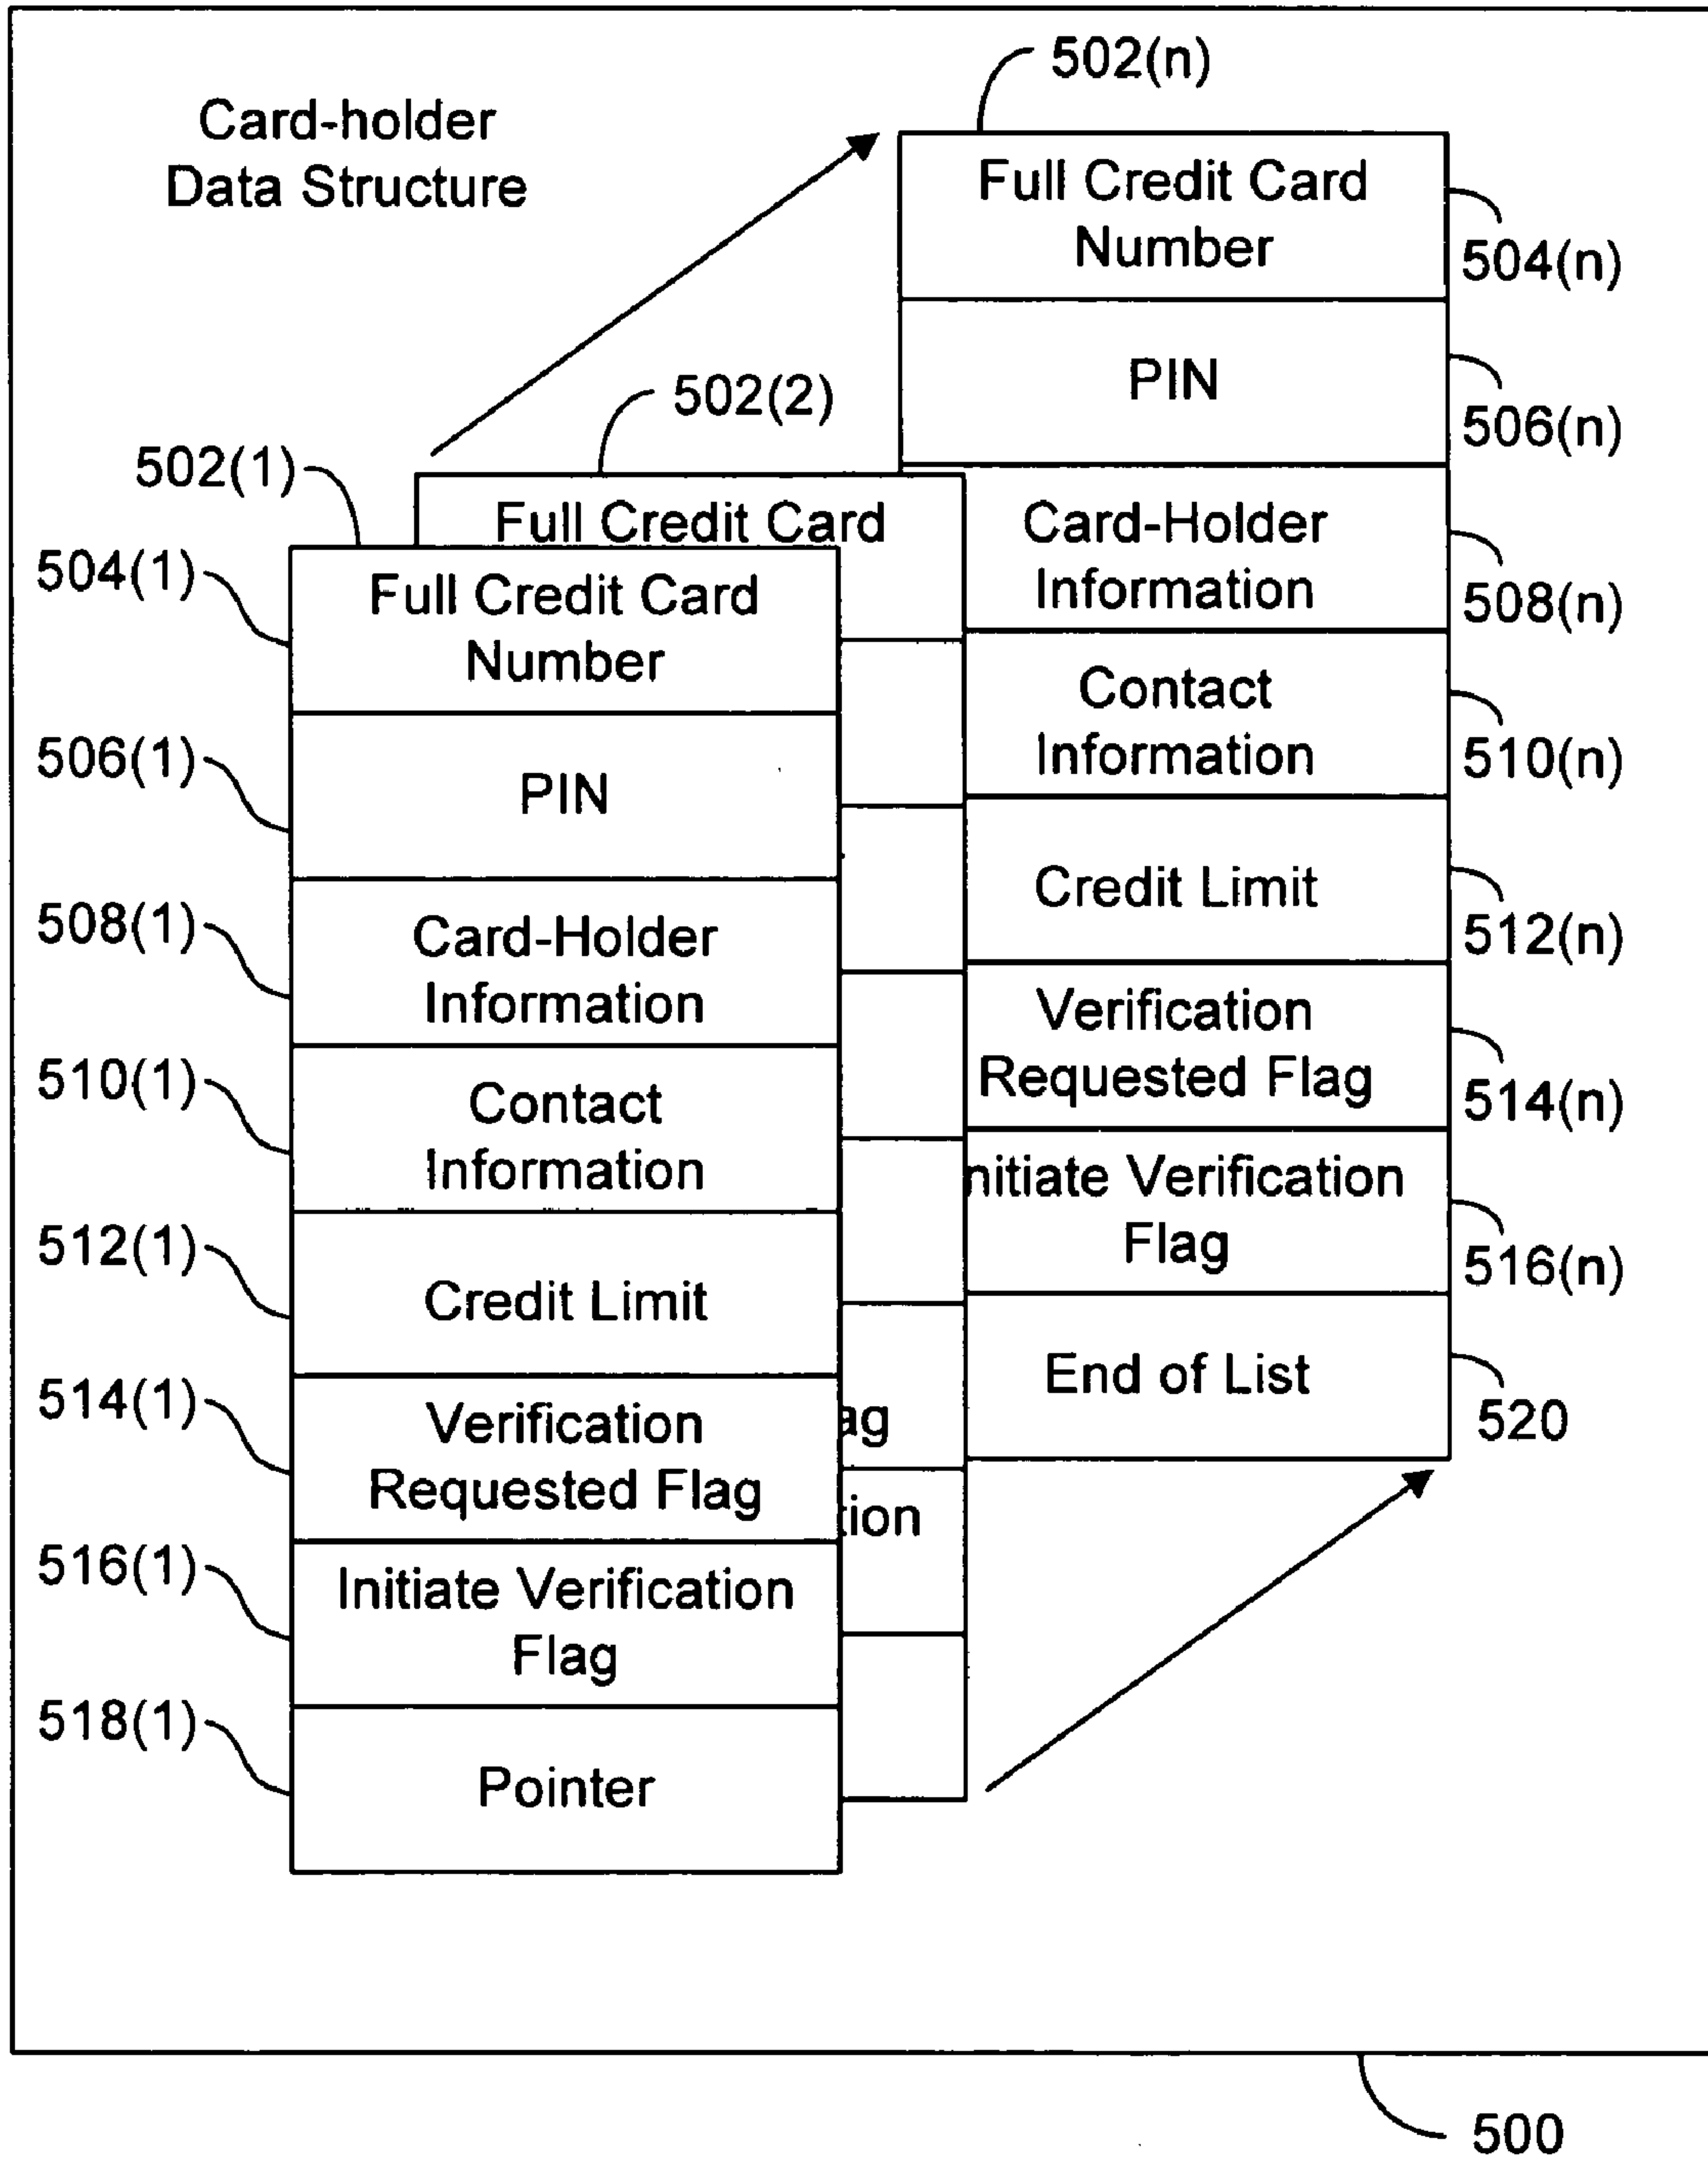 Card-holder
Data Structure
502(n)
Full Credit Card
Number
504(n)
PIN
506(n)
Card-Holder
Information
508(n)
Contact
Information
510(n)
Credit Limit
512(n)
Verification
Requested Flag
514(n)
nitiate Verification
Flag
516(n)
End of List
520
502(2)
Full Credit Card
ag
tion
502(1)
504(1)
Full Credit Card
Number
506(1)
PIN
508(1)
Card-Holder
Information
510(1)
Contact
Information
512(1)
Credit Limit
514(1)
Verification
Requested Flag
516(1)
Initiate Verification
Flag
518(1)
Pointer
500